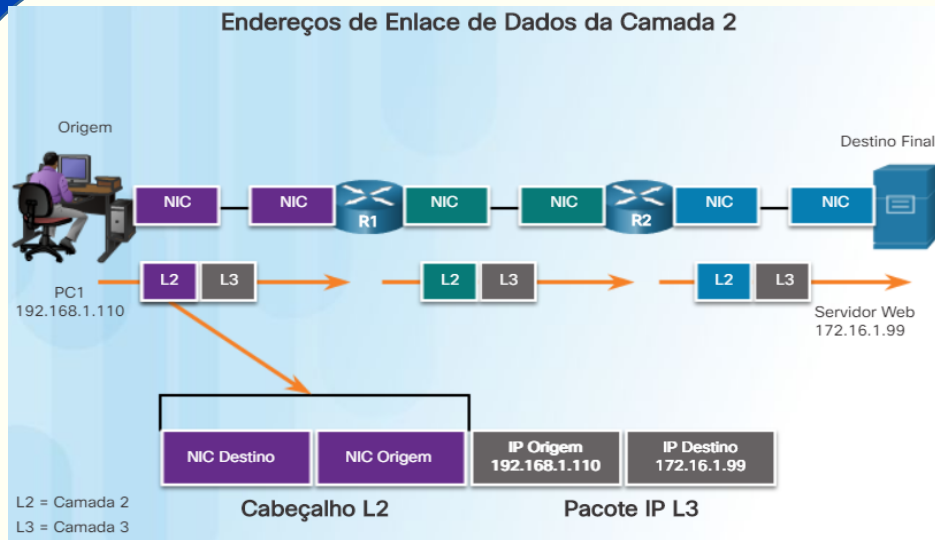 Endereços de Enlace de Dados da Camada 2
Origem
Destino Final
NIC
NIC
R1
NIC
NIC
R2
NIC
NIC
L2
L3
L2
L3
L2
L3
PC1
192.168.1.110
Servidor Web
172.16.1.99
NIC Destino
NIC Origem
IP Origem
192.168.1.110
IP Destino
172.16.1.99
L2 = Camada 2
L3 = Camada 3
Cabeçalho L2
Pacote IP L3